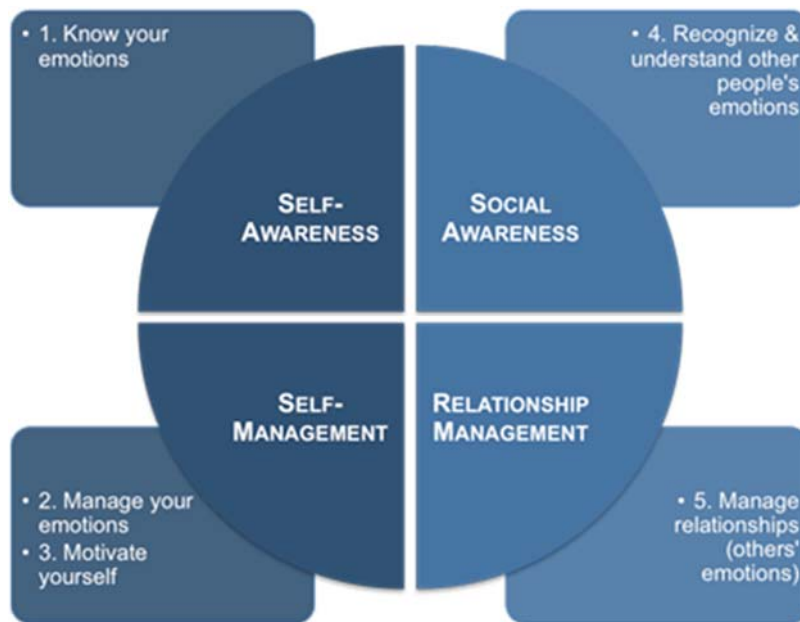 • 1. Know your
emotions
• 4. Recognize &
understand other
people's
emotions
SELF-
AWARENESS
SOCIAL
AWARENESS
SELF-
MANAGEMENT
RELATIONSHIP
MANAGEMENT
• 2. Manage your
emotions
• 3. Motivate
yourself
• 5. Manage
relationships
(others'
emotions)